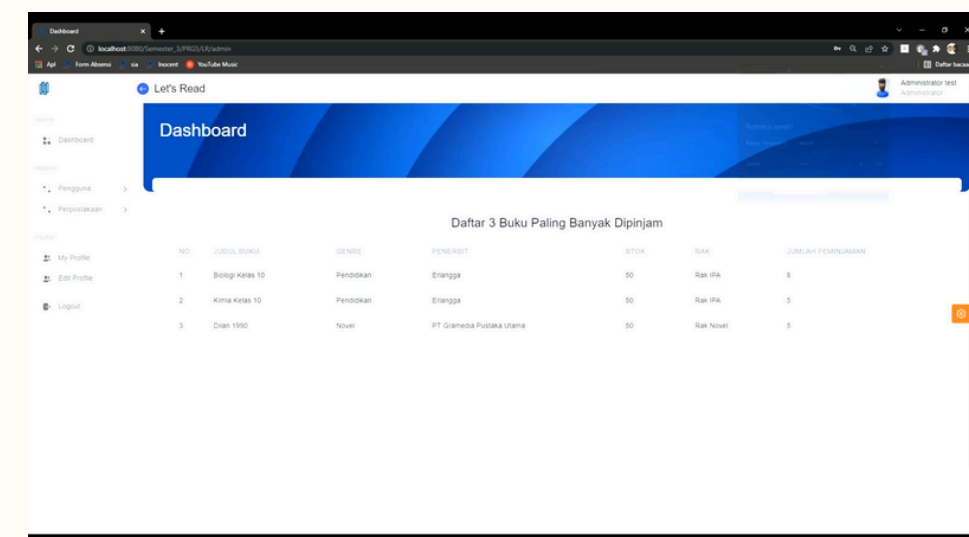 Dashboard
localhost:8080/Semester_3/PRG5/LR/admin
Apl Form Absensi sia Inocent YouTube Music Daftar bacaan
Let's Read
Administrator test
Administrator
Dashboard
Home
Dashboard
Pengguna
Perpustakaan
Profile
My Profile
Edit Profile
Logout
Daftar 3 Buku Paling Banyak Dipinjam
NO JUDUL BUKU GENRE PENERBIT STOK RAK JUMLAH PEMINJAMAN
1 Biologi Kelas 10 Pendidikan Erlangga 50 Rak IPA
2 Kimia Kelas 10 Pendidikan Erlangga 50 Rak IPA 5
3 Dilan 1990 Novel PT Gramedia Pustaka Utama 50 Rak Novel 5